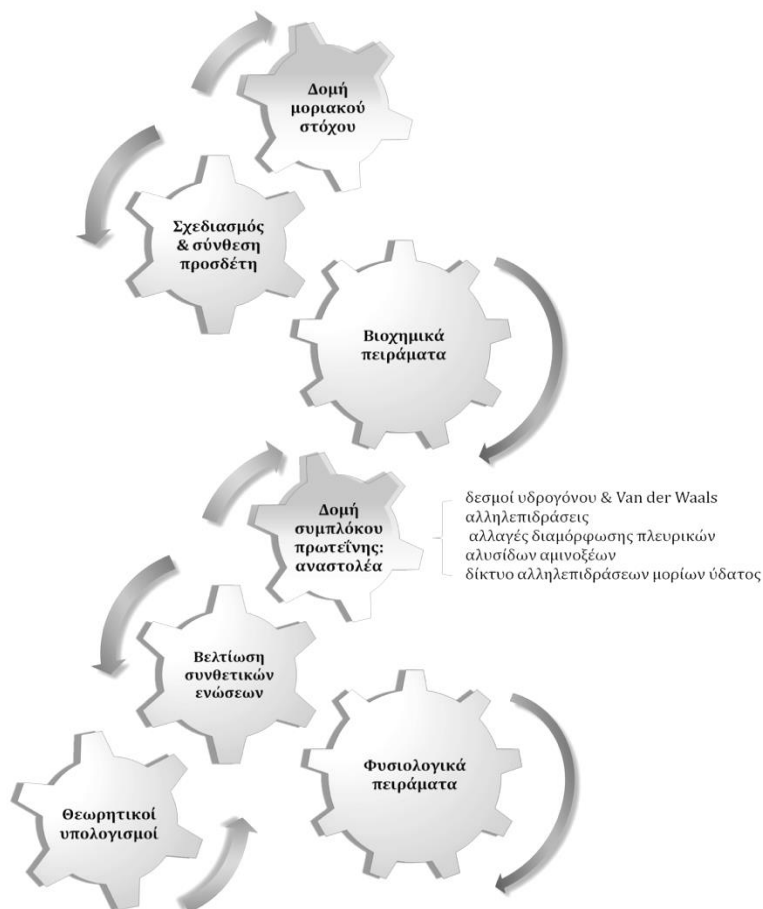 Δομή
μοριακού
στόχου
Σχεδιασμός
& σύνθεση
προσδέτη
Βιοχημικά
πειράματα
Δομή
συμπλόκου
πρωτεΐνης:
αναστολέα
δεσμοί υδρογόνου & Van der Waals
αλληλεπιδράσεις
αλλαγές διαμόρφωσης πλευρικών
αλυσίδων αμινοξέων
δίκτυο αλληλεπιδράσεων μορίων ύδατος
Βελτίωση
συνθετικών
ενώσεων
Φυσιολογικά
πειράματα
Θεωρητικοί
υπολογισμοί